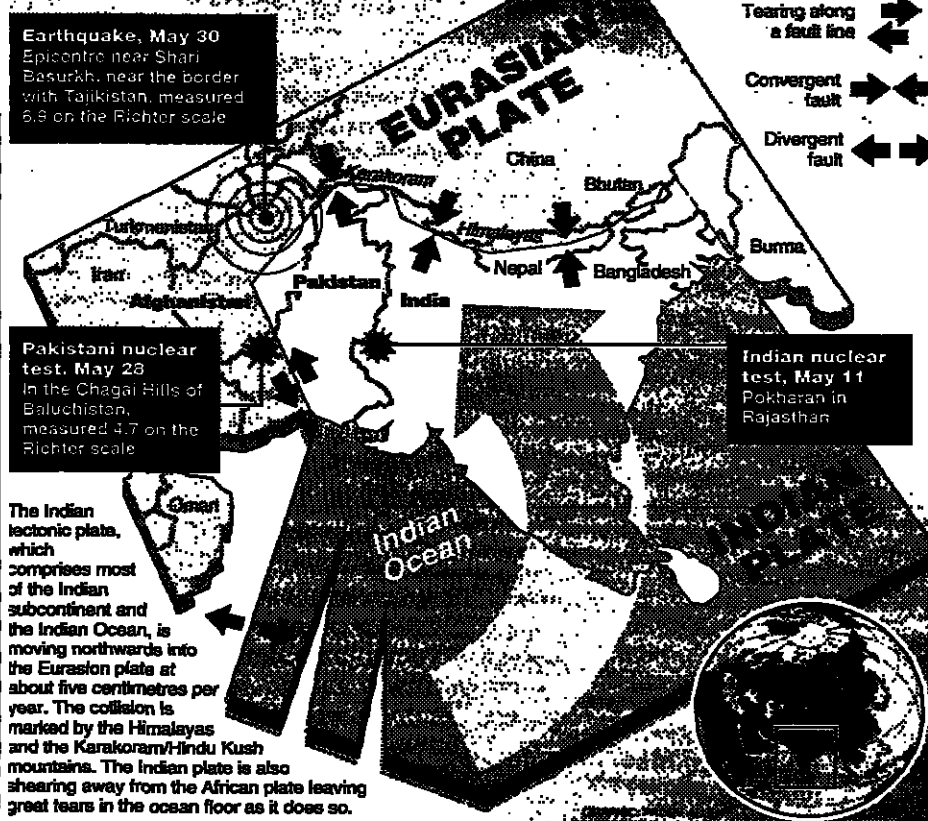 Earthquake, May 30
Epicentre near Shari
Basurkh, near the border
with Tajikistan, measured
6.9 on the Richter scale
Tearing along
a fault line
Convergent
fault
Divergent
fault
EURASIAN
PLATE
China
Karakoram
Bhutan
Himalayas
Turkmenistan
Nepal
Burma
Iran
Pakistan
Bangladesh
Afghanistan
India
Pakistani nuclear
test, May 28
In the Chagai Hills of
Baluchistan,
measured 4.7 on the
Richter scale
Indian nuclear
test, May 11
Pokharan in
Rajasthan
Oman
Indian
Ocean
INDIAN
PLATE
The Indian
tectonic plate,
which
comprises most
of the Indian
subcontinent and
the Indian Ocean, is
moving northwards into
the Eurasion plate at
about five centimetres per
year. The collision is
marked by the Himalayas
and the Karakoram/Hindu Kush
mountains. The Indian plate is also
shearing away from the African plate leaving
great tears in the ocean floor as it does so.